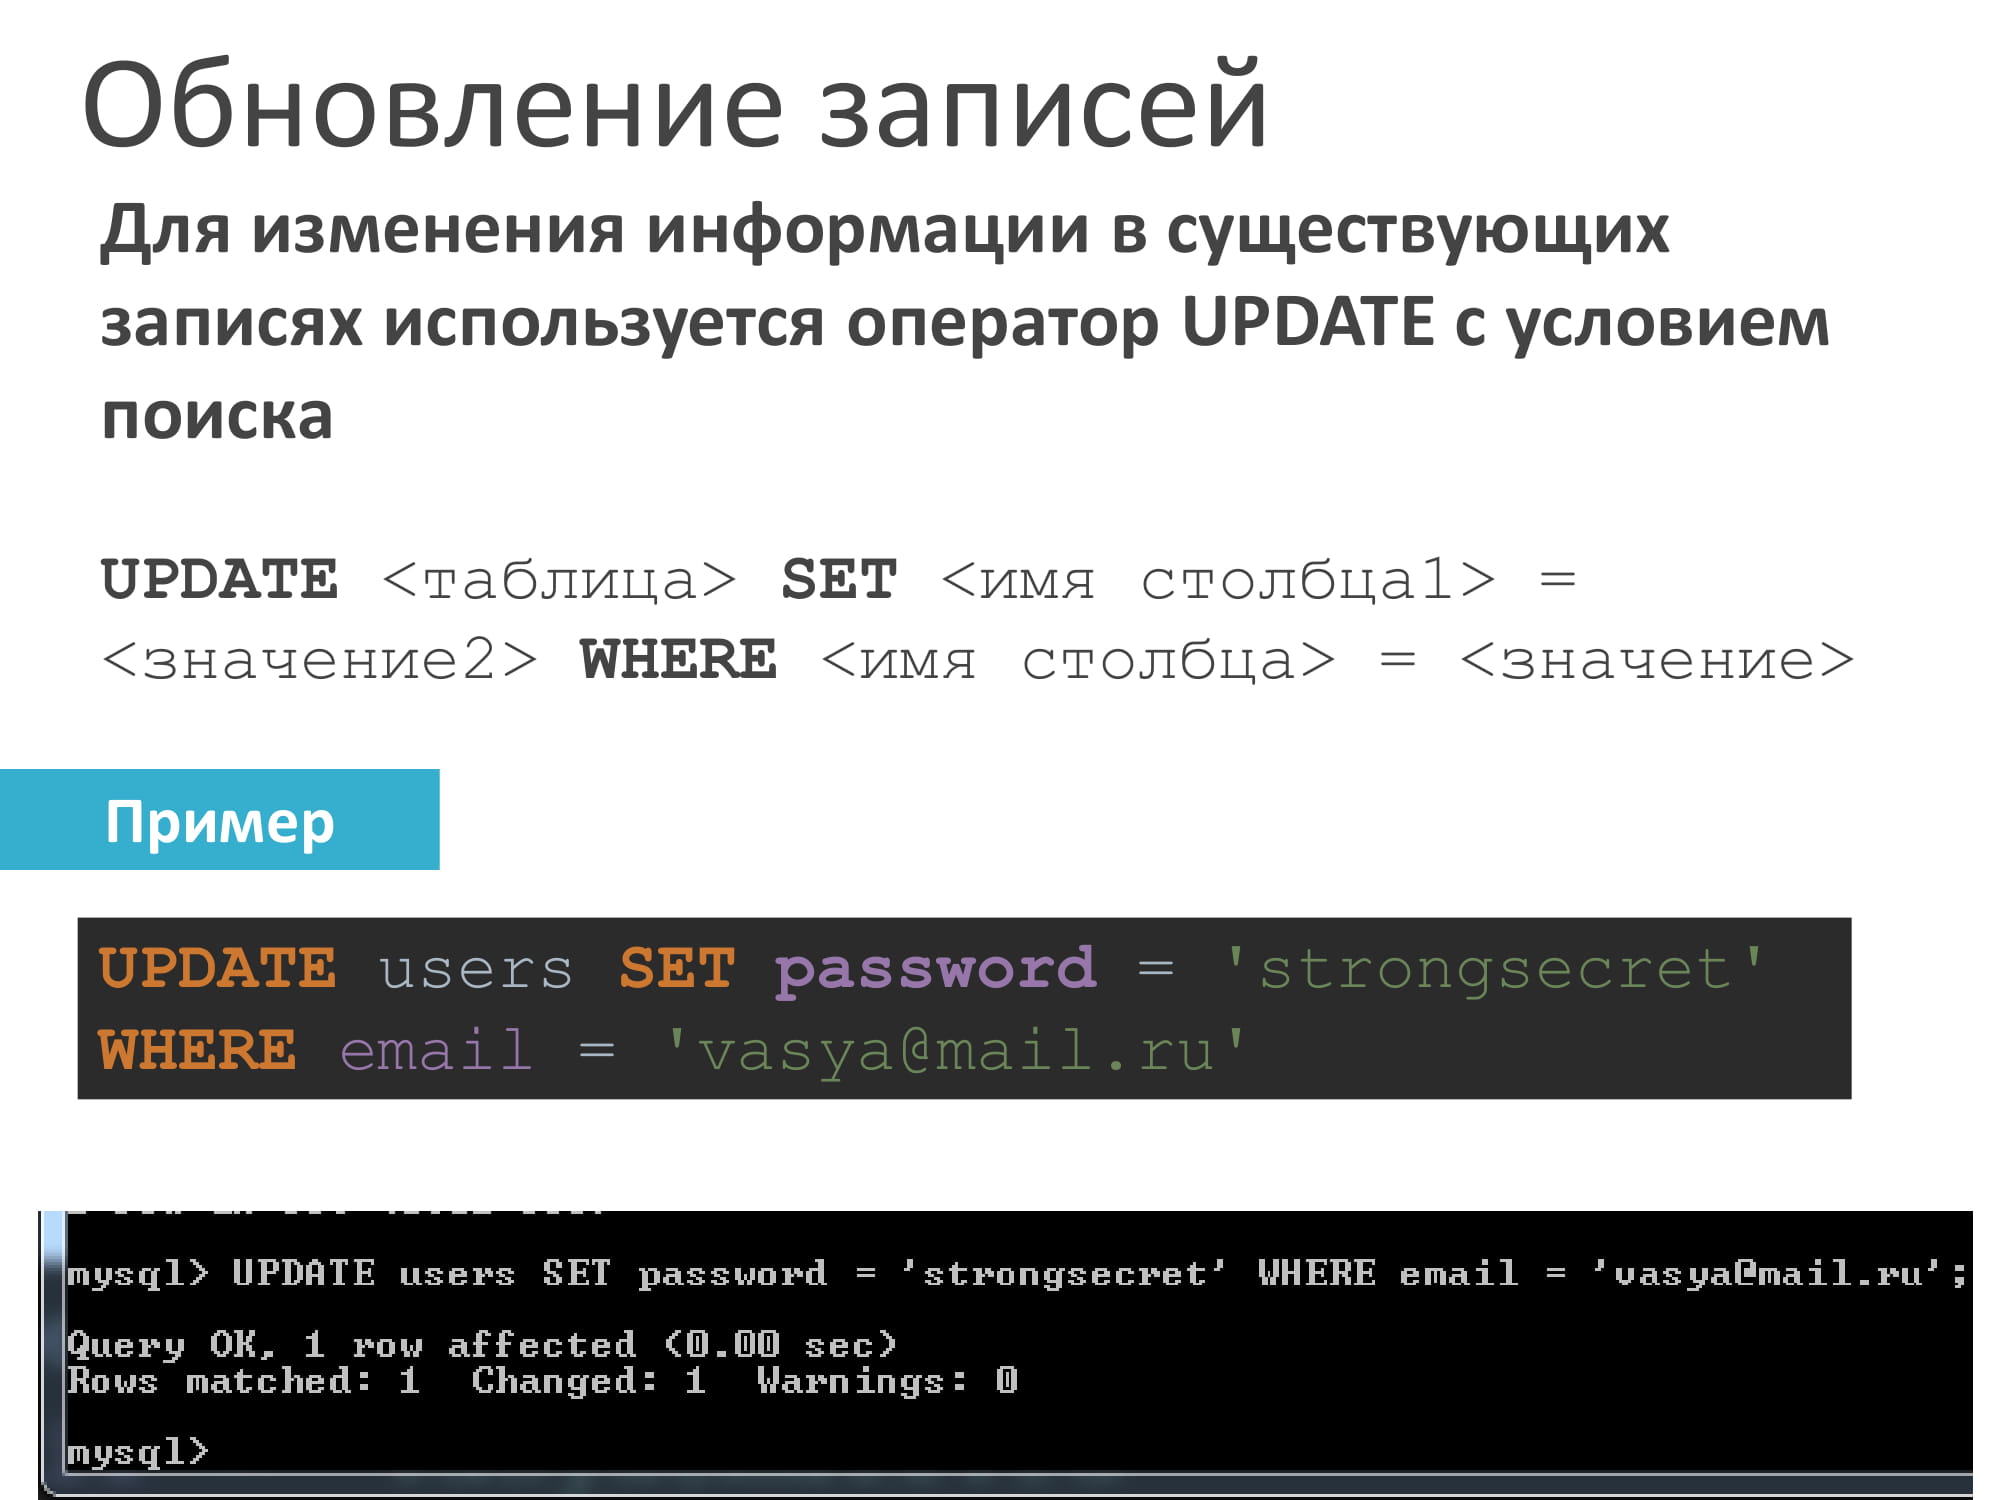 Обновление записей
Для изменения информации в существующих
записях используется оператор UPDATE с условием
поиска
UPDATE <таблица> SET <имя столбца1> =
<значение2> WHERE <имя столбца> = <значение>
Пример
UPDATE users SET password = 'strongsecret'
WHERE email = 'vasya@mail.ru'
mysql> UPDATE users SET password = 'strongsecret' WHERE email = 'vasya@mail.ru';
Query OK, 1 row affected (0.00 sec)
Rows matched: 1  Changed: 1  Warnings: 0
mysql>